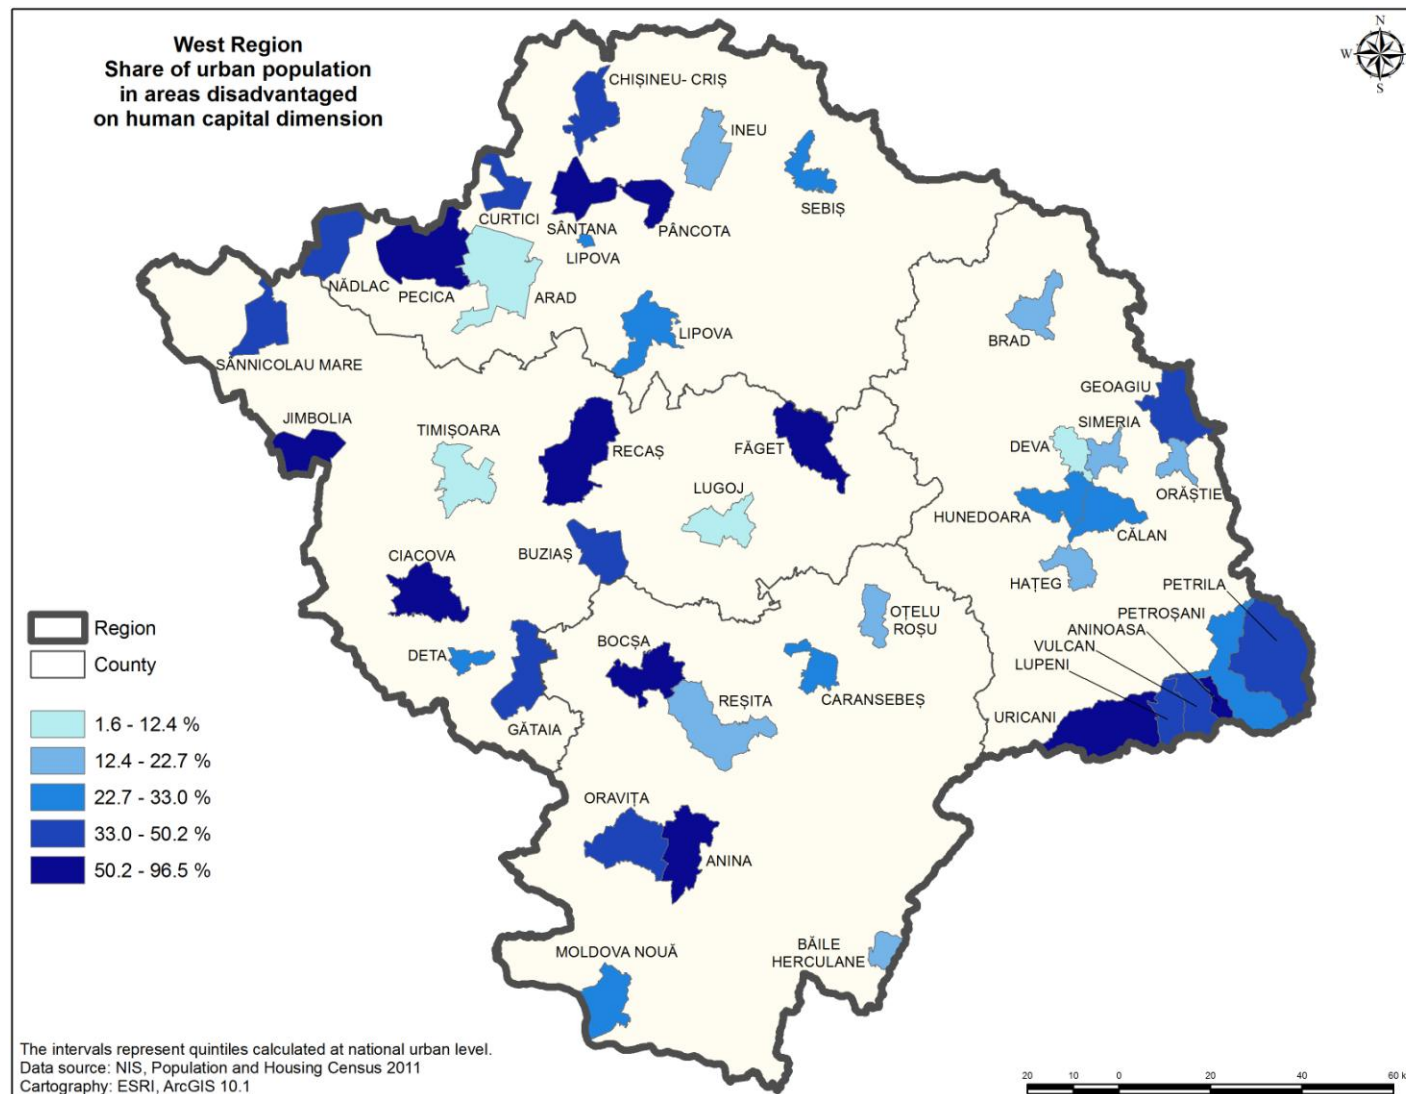 West Region
Share of urban population
in areas disadvantaged
on human capital dimension
N
W
E
S
CHIȘINEU- CRIȘ
INEU
SEBIȘ
CURTICI
SÂNTANA
PÂNCOTA
LIPOVA
NĂDLAC
PECICA
ARAD
LIPOVA
BRAD
SÂNNICOLAU MARE
GEOAGIU
JIMBOLIA
TIMIȘOARA
RECAȘ
FĂGET
SIMERIA
DEVA
LUGOJ
ORĂȘTIE
HUNEDOARA
CĂLAN
CIACOVA
BUZIAȘ
HAȚEG
PETRILA
PETROȘANI
ANINOASA
VULCAN
LUPENI
OȚELU
ROȘU
BOCȘA
DETA
CARANSEBEȘ
REȘITA
URICANI
GĂTAIA
Region
County
1.6 - 12.4 %
12.4 - 22.7 %
22.7 - 33.0 %
33.0 - 50.2 %
50.2 - 96.5 %
ORAVIȚA
ANINA
MOLDOVA NOUĂ
BĂILE
HERCULANE
The intervals represent quintiles calculated at national urban level.
Data source: NIS, Population and Housing Census 2011
Cartography: ESRI, ArcGIS 10.1
20 10 0 20 40 60 k